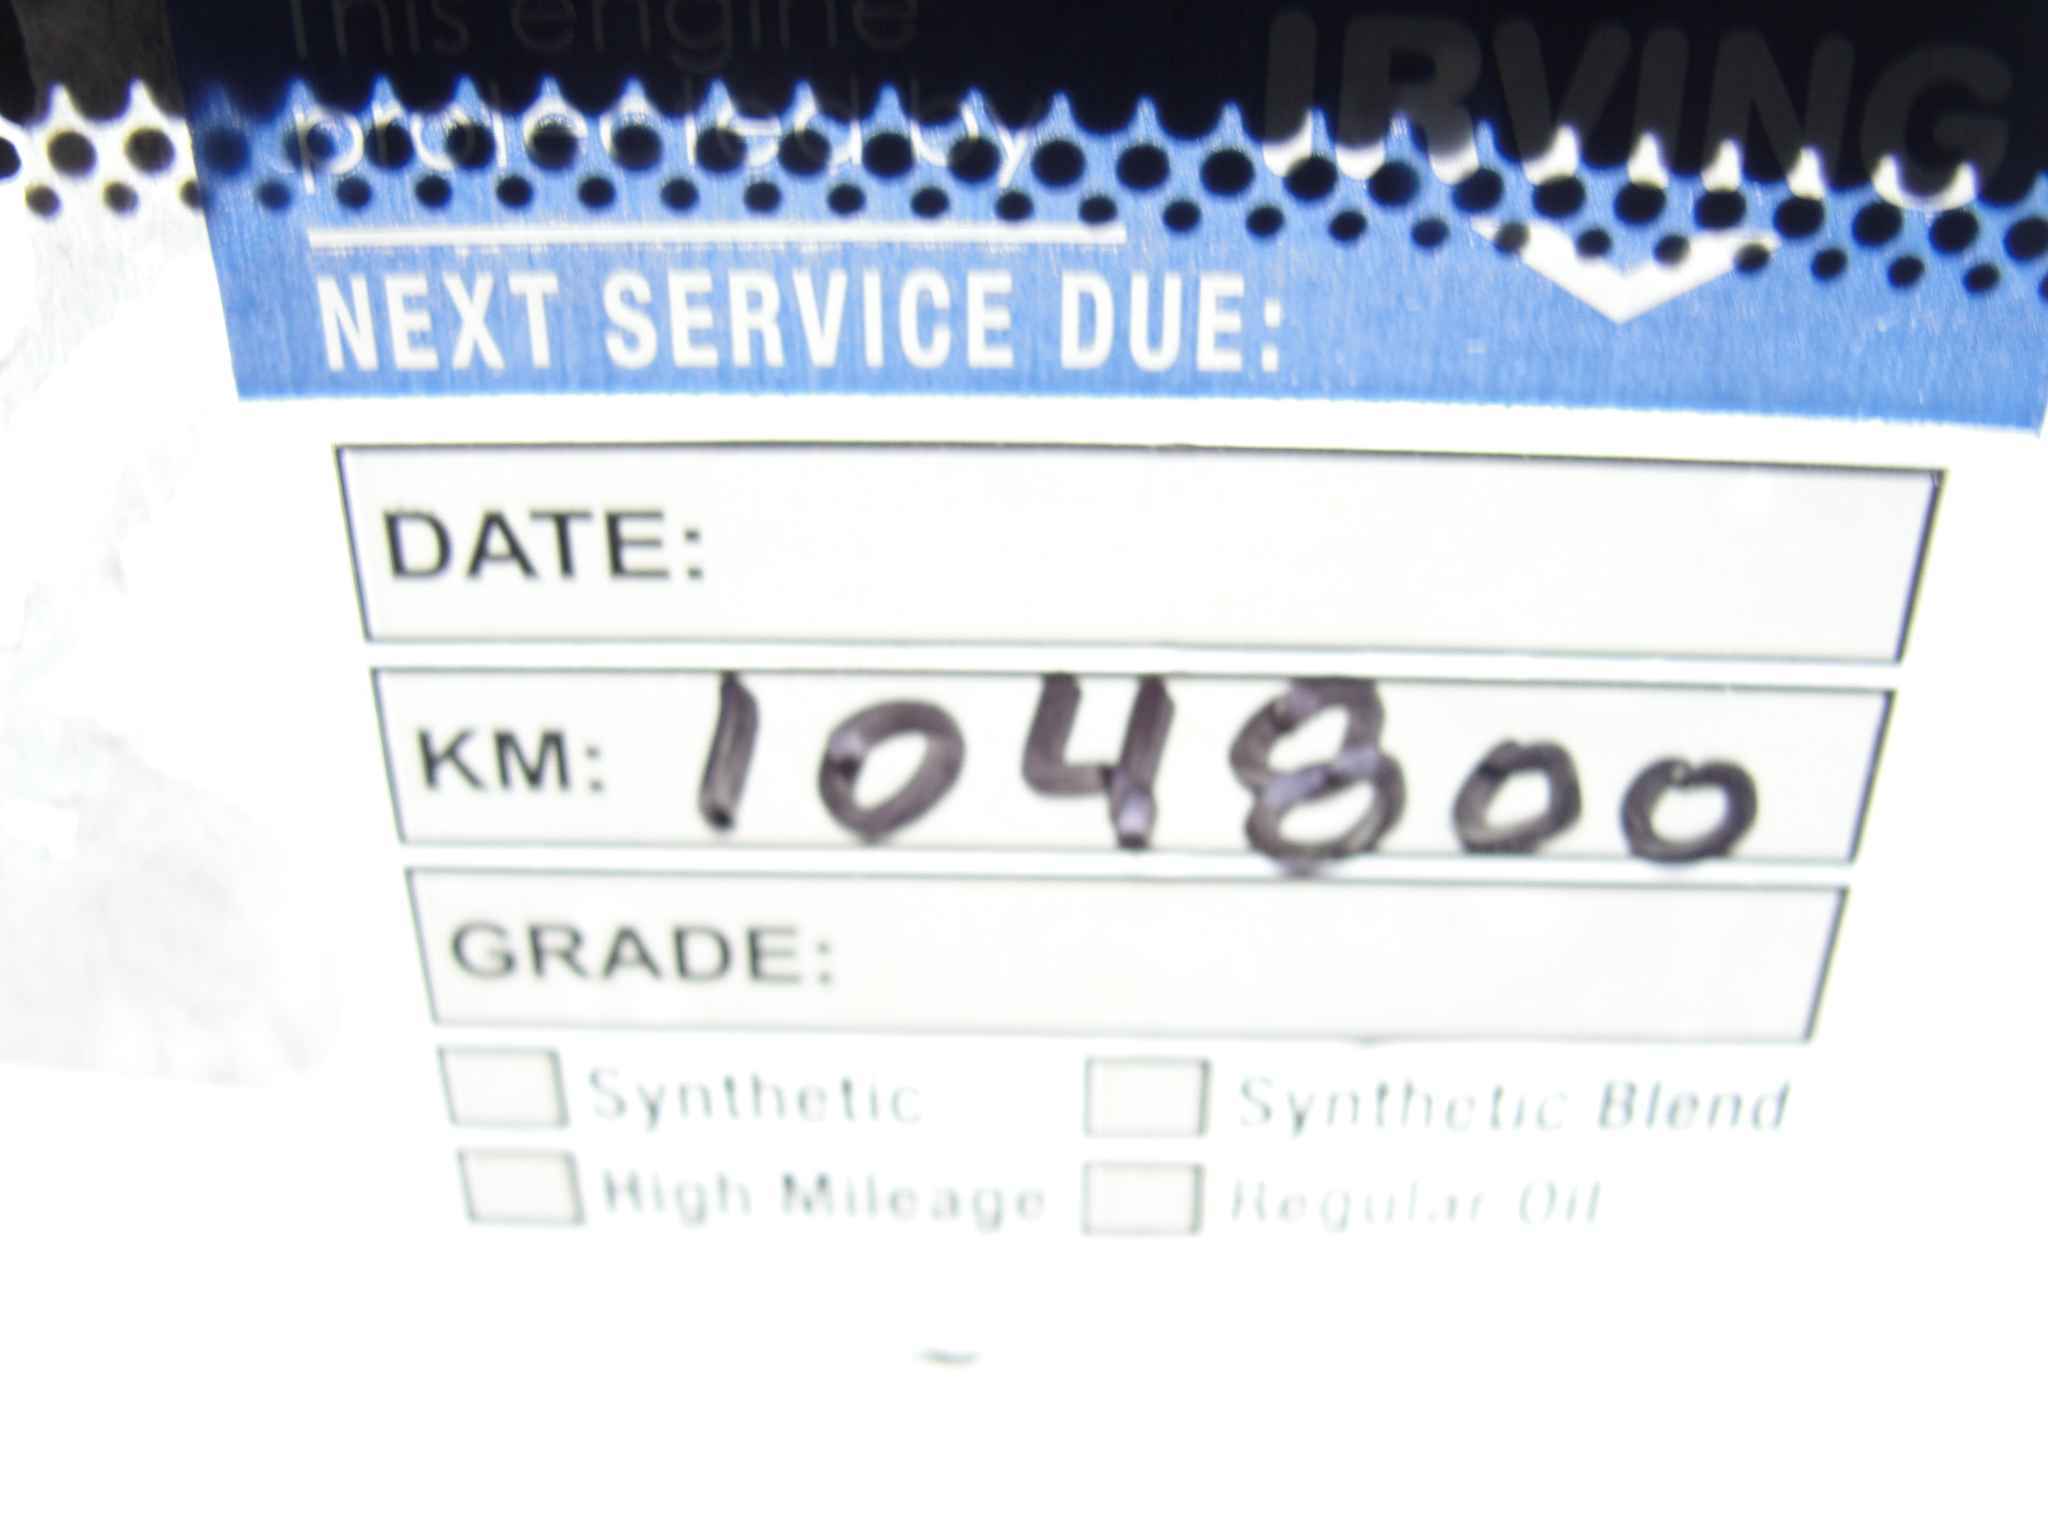 This engine
protected by
IRVING
NEXT SERVICE DUE:
DATE:
KM: 104800
GRADE:
Synthetic
Synthetic Blend
High Mileage
Regular Oil